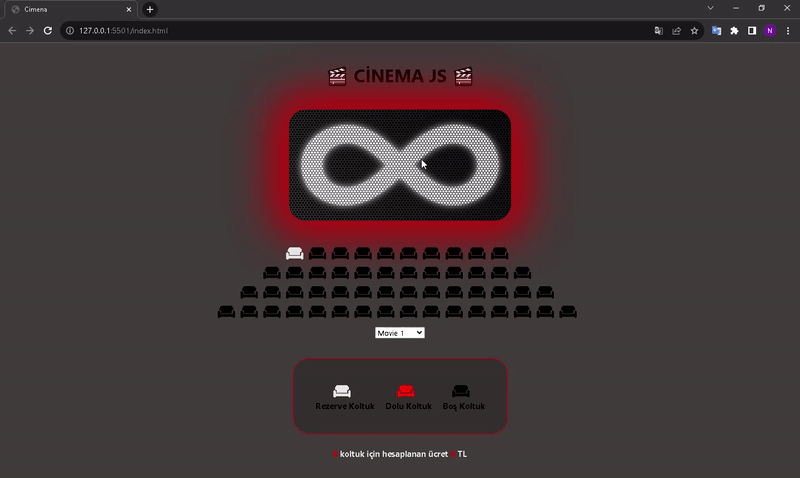 Cimena
127.0.0.1:5501/index.html
N
CİNEMA JS
Movie 1
Rezerve Koltuk Dolu Koltuk Boş Koltuk
koltuk için hesaplanan ücret TL